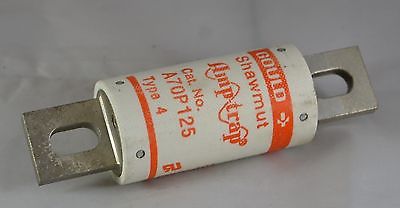 GOULD
Shawmut
Amp-trap
Cat. No.
A70P125
Type 4